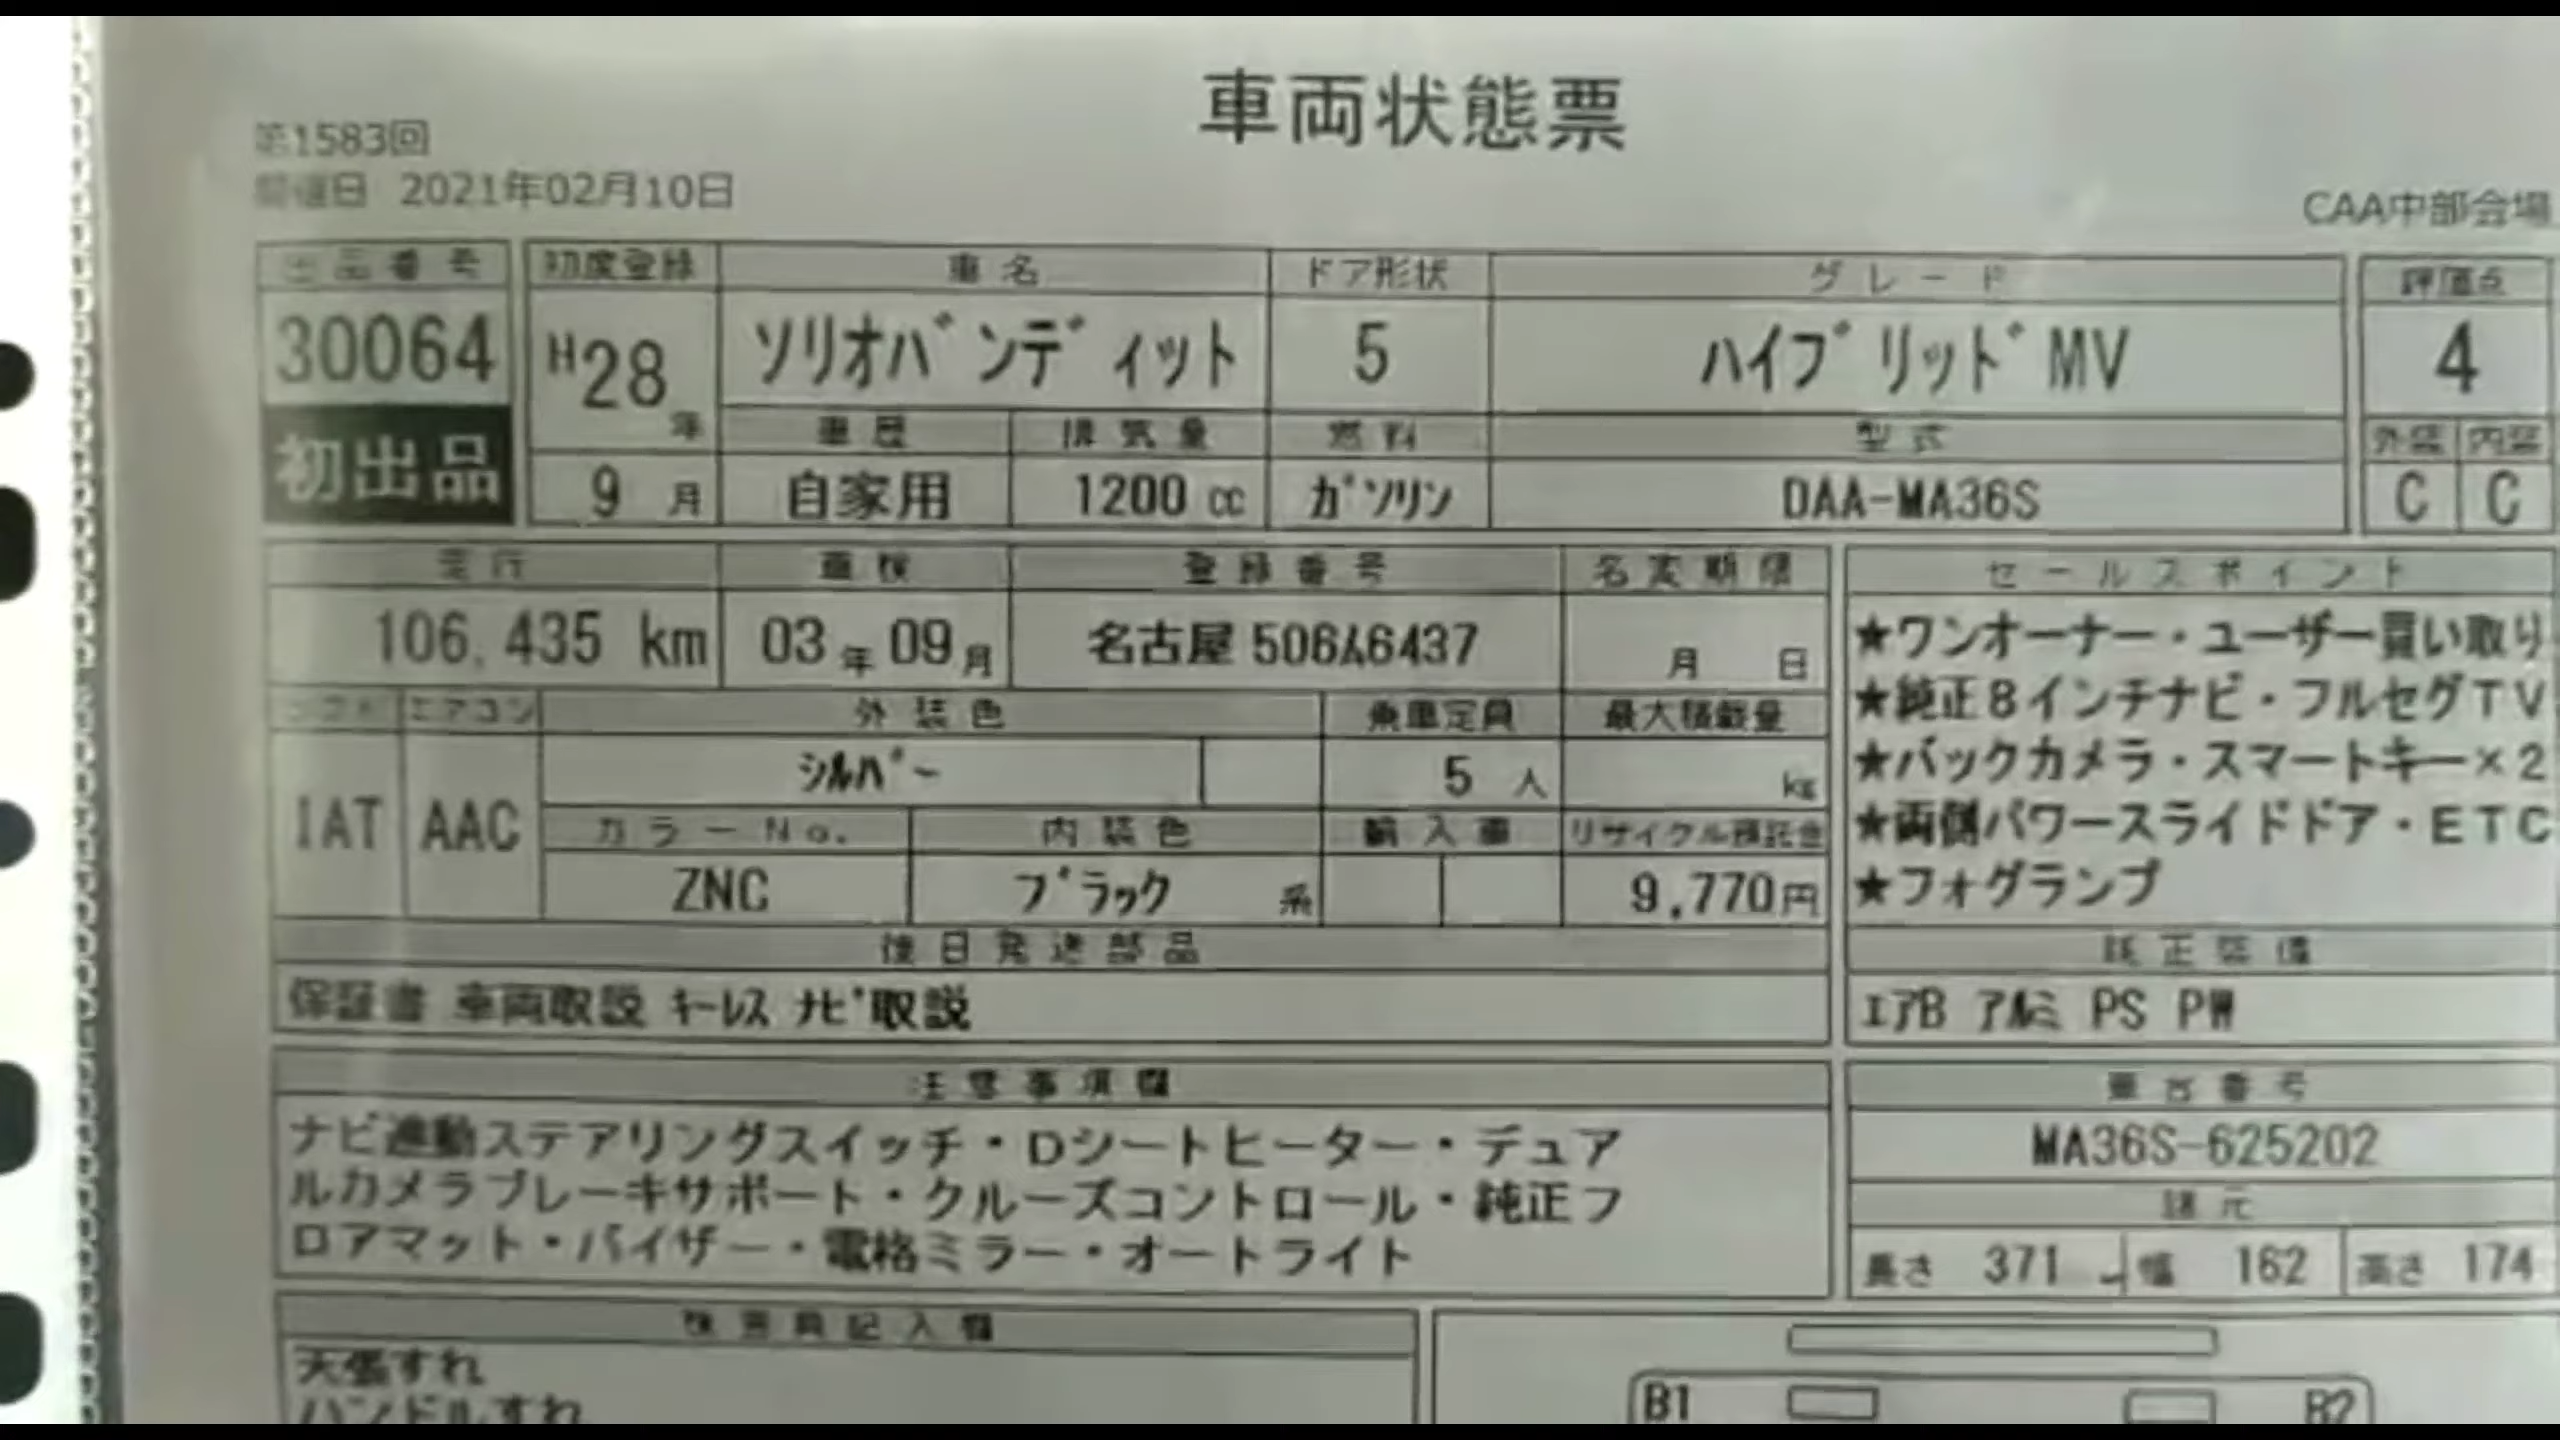 車両状態票
第1583回
開催日 2021年02月10日
CAA中部会場
出品番号 初度登録 車名 ドア形状 グレード 評価点
30064 H28年 ソリオバンディット 5 ハイブリッドMV 4
初出品 車歴 排気量 燃料 型式 外装 内装
9月 自家用 1200cc ガソリン DAA-MA36S C C
走行 車検 登録番号 名変期限 セールスポイント
106,435 km 03年09月 名古屋 506ム6437 月 日
★ワンオーナー・ユーザー買い取り
★純正8インチナビ・フルセグTV
★バックカメラ・スマートキー×2
★両側パワースライドドア・ETC
★フォグランプ
シフト エアコン 外装色 乗車定員 最大積載量
シルバー 5人 kg
IAT AAC カラーNo. 内装色 輸入車 リサイクル預託金
ZNC ブラック 系 9,770円
後日発送部品 純正装備
保証書 車両取説 キーレス ナビ取説
エアB アルミ PS PW
注意事項欄 車台番号
ナビ連動ステアリングスイッチ・Dシートヒーター・デュア
ルカメラブレーキサポート・クルーズコントロール・純正フ
ロアマット・バイザー・電格ミラー・オートライト
MA36S-625202
諸元
長さ 371 幅 162 高さ 174
検査員記入欄
天張すれ
ハンドルすれ
B1 B2